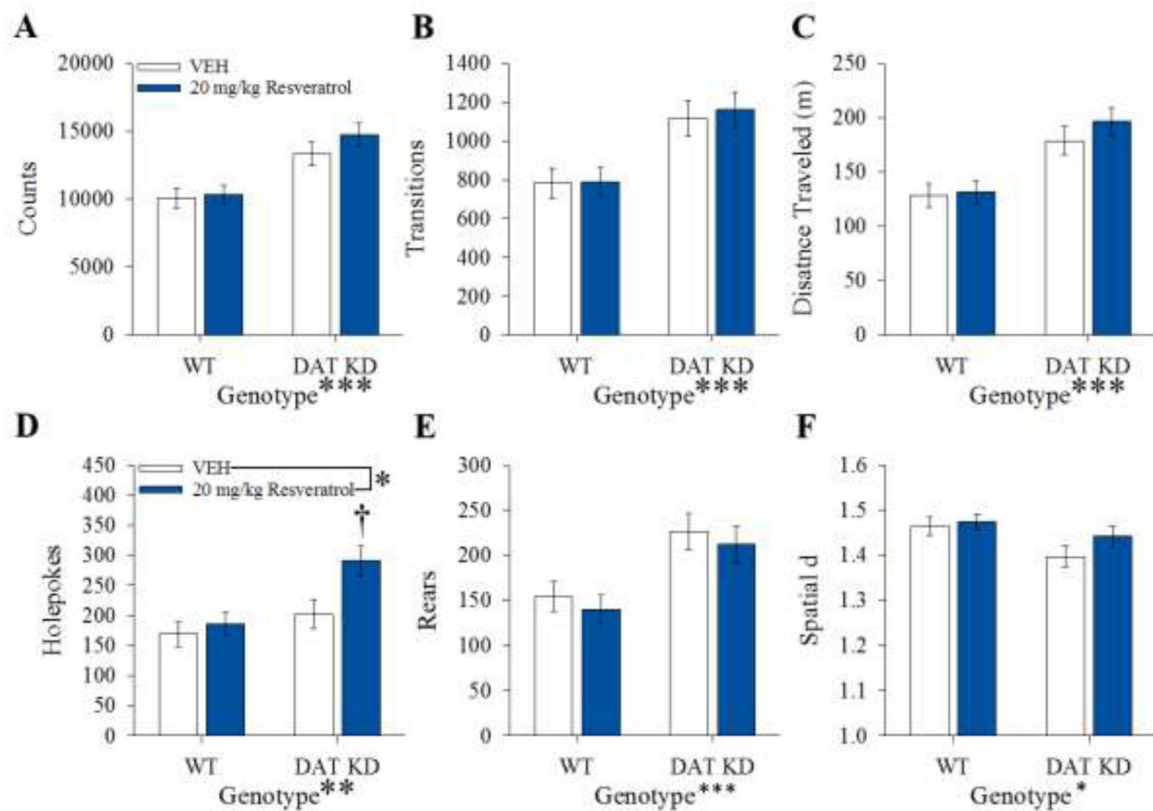 A
20000
15000
10000
5000
0
Counts
VEH
20 mg/kg Resveratrol
WT DAT KD
Genotype***
B
1400
1200
1000
800
600
400
200
0
Transitions
WT DAT KD
Genotype***
C
250
200
150
100
50
0
Disatnce Traveled (m)
WT DAT KD
Genotype***
D
450
400
350
300
250
200
150
100
50
0
Holepokes
VEH
20 mg/kg Resveratrol
*
†
WT DAT KD
Genotype**
E
300
250
200
150
100
50
0
Rears
WT DAT KD
Genotype***
F
1.6
1.5
1.4
1.3
1.2
1.1
1.0
Spatial d
WT DAT KD
Genotype*